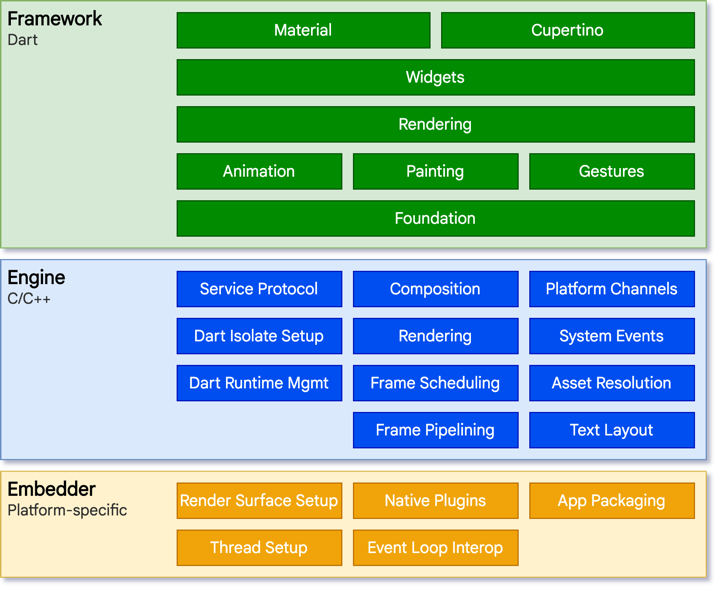 Framework
Dart
Material
Cupertino
Widgets
Rendering
Animation
Painting
Gestures
Foundation
Engine
C/C++
Service Protocol
Composition
Platform Channels
Dart Isolate Setup
Rendering
System Events
Dart Runtime Mgmt
Frame Scheduling
Asset Resolution
Frame Pipelining
Text Layout
Embedder
Platform-specific
Render Surface Setup
Native Plugins
App Packaging
Thread Setup
Event Loop Interop